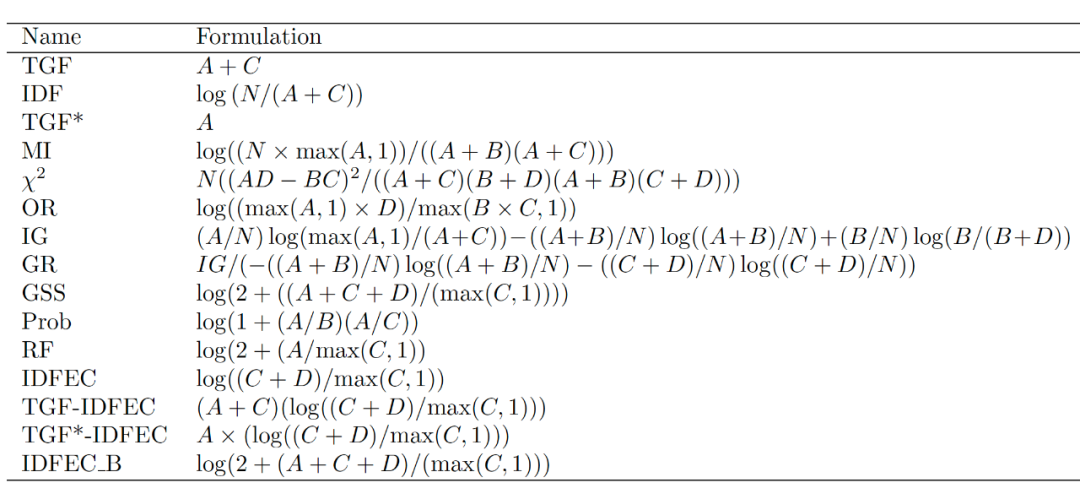 Name Formulation
TGF A + C
IDF log (N/(A + C))
TGF* A
MI log((N × max(A, 1))/((A + B)(A + C)))
χ² N((AD − BC)²/((A + C)(B + D)(A + B)(C + D)))
OR log((max(A, 1) × D)/max(B × C, 1))
IG (A/N) log(max(A, 1)/(A+C))−((A+B)/N) log((A+B)/N)+(B/N) log(B/(B+D))
GR IG/(−((A + B)/N) log((A + B)/N) − ((C + D)/N) log((C + D)/N))
GSS log(2 + ((A + C + D)/(max(C, 1))))
Prob log(1 + (A/B)(A/C))
RF log(2 + (A/max(C, 1))
IDFEC log((C + D)/max(C, 1))
TGF-IDFEC (A + C)(log((C + D)/max(C, 1)))
TGF*-IDFEC A × (log((C + D)/max(C, 1)))
IDFEC_B log(2 + (A + C + D)/(max(C, 1)))